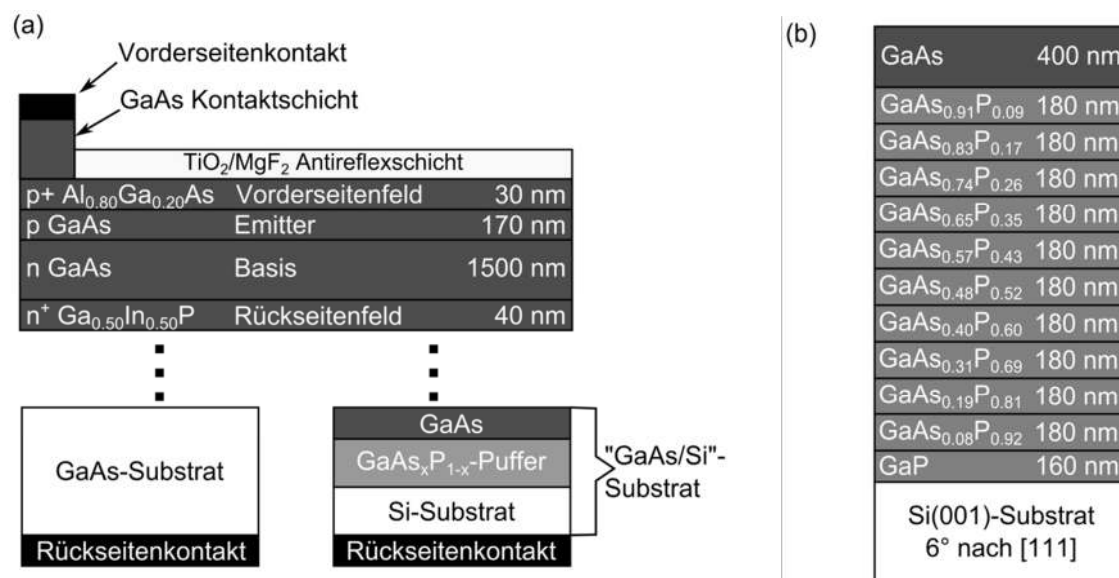 (a)
Vorderseitenkontakt
GaAs Kontaktschicht
TiO₂/MgF₂ Antireflexschicht
p+ Al₀.₈₀Ga₀.₂₀As Vorderseitenfeld 30 nm
p GaAs Emitter 170 nm
n GaAs Basis 1500 nm
n⁺ Ga₀.₅₀In₀.₅₀P Rückseitenfeld 40 nm
GaAs-Substrat
Rückseitenkontakt
GaAs
GaAsₓP₁₋ₓ-Puffer
Si-Substrat
Rückseitenkontakt
"GaAs/Si"-
Substrat
(b)
GaAs 400 nm
GaAs₀.₉₁P₀.₀₉ 180 nm
GaAs₀.₈₃P₀.₁₇ 180 nm
GaAs₀.₇₄P₀.₂₆ 180 nm
GaAs₀.₆₅P₀.₃₅ 180 nm
GaAs₀.₅₇P₀.₄₃ 180 nm
GaAs₀.₄₈P₀.₅₂ 180 nm
GaAs₀.₄₀P₀.₆₀ 180 nm
GaAs₀.₃₁P₀.₆₉ 180 nm
GaAs₀.₁₉P₀.₈₁ 180 nm
GaAs₀.₀₈P₀.₉₂ 180 nm
GaP 160 nm
Si(001)-Substrat
6° nach [111]